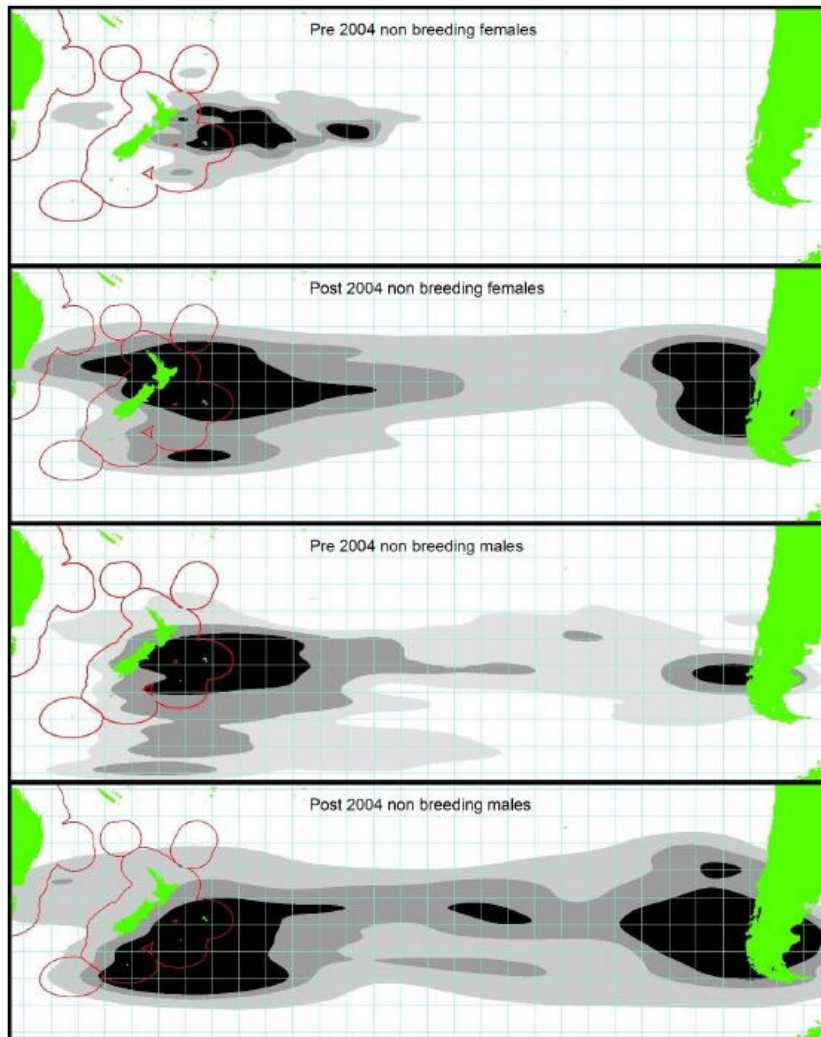 Pre 2004 non breeding females
Post 2004 non breeding females
Pre 2004 non breeding males
Post 2004 non breeding males